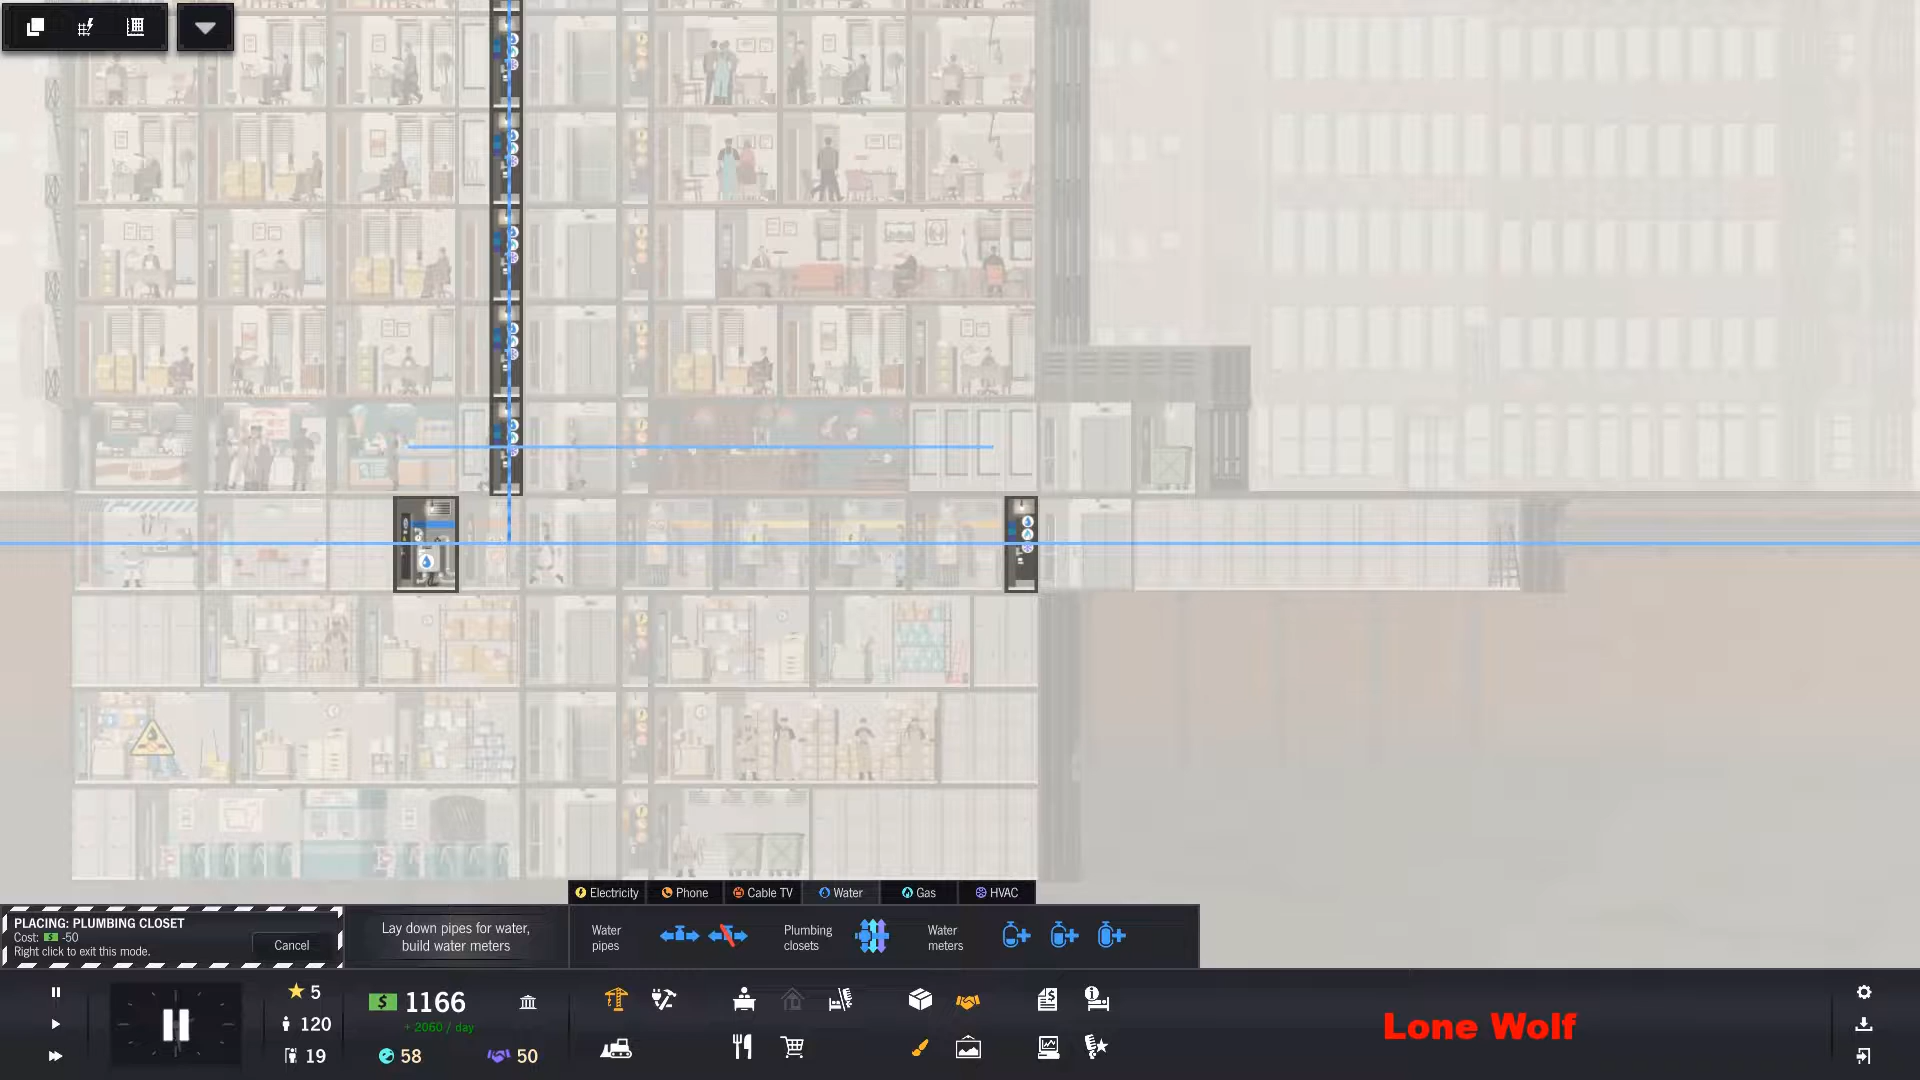 Electricity
Phone
Cable TV
Water
Gas
HVAC
PLACING: PLUMBING CLOSET
Cost: $ -50
Right click to exit this mode.
Cancel
Lay down pipes for water,
build water meters
Water
pipes
Plumbing
closets
Water
meters
5
120
19
$ 1166
+ 2060 / day
58
50
Lone Wolf